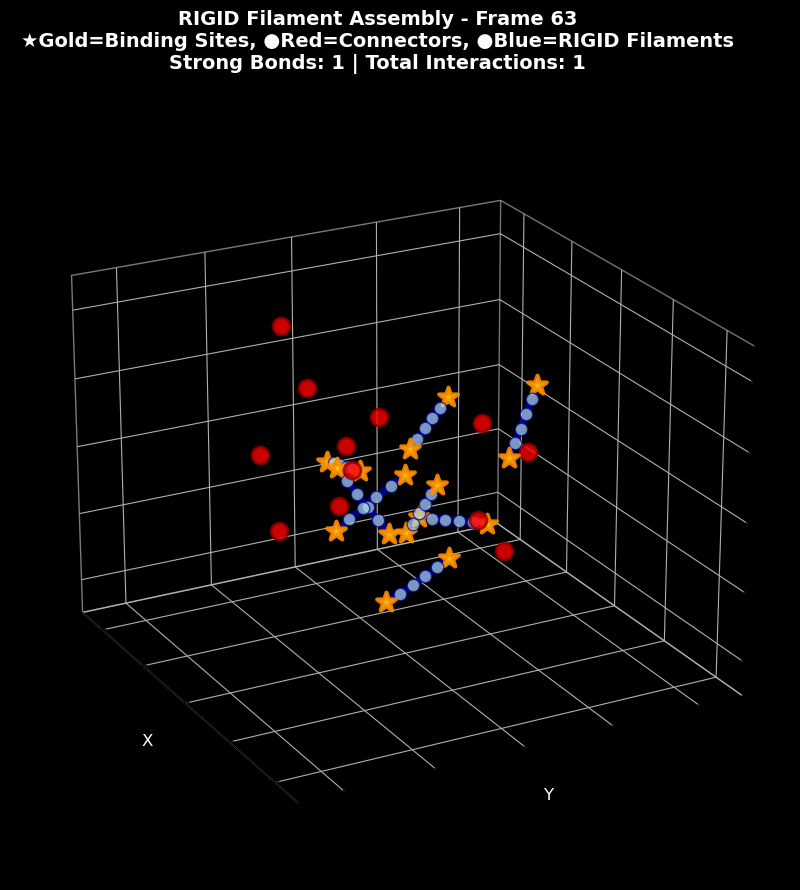 RIGID Filament Assembly - Frame 63
★Gold=Binding Sites, ●Red=Connectors, ●Blue=RIGID Filaments
Strong Bonds: 1 | Total Interactions: 1
X
Y